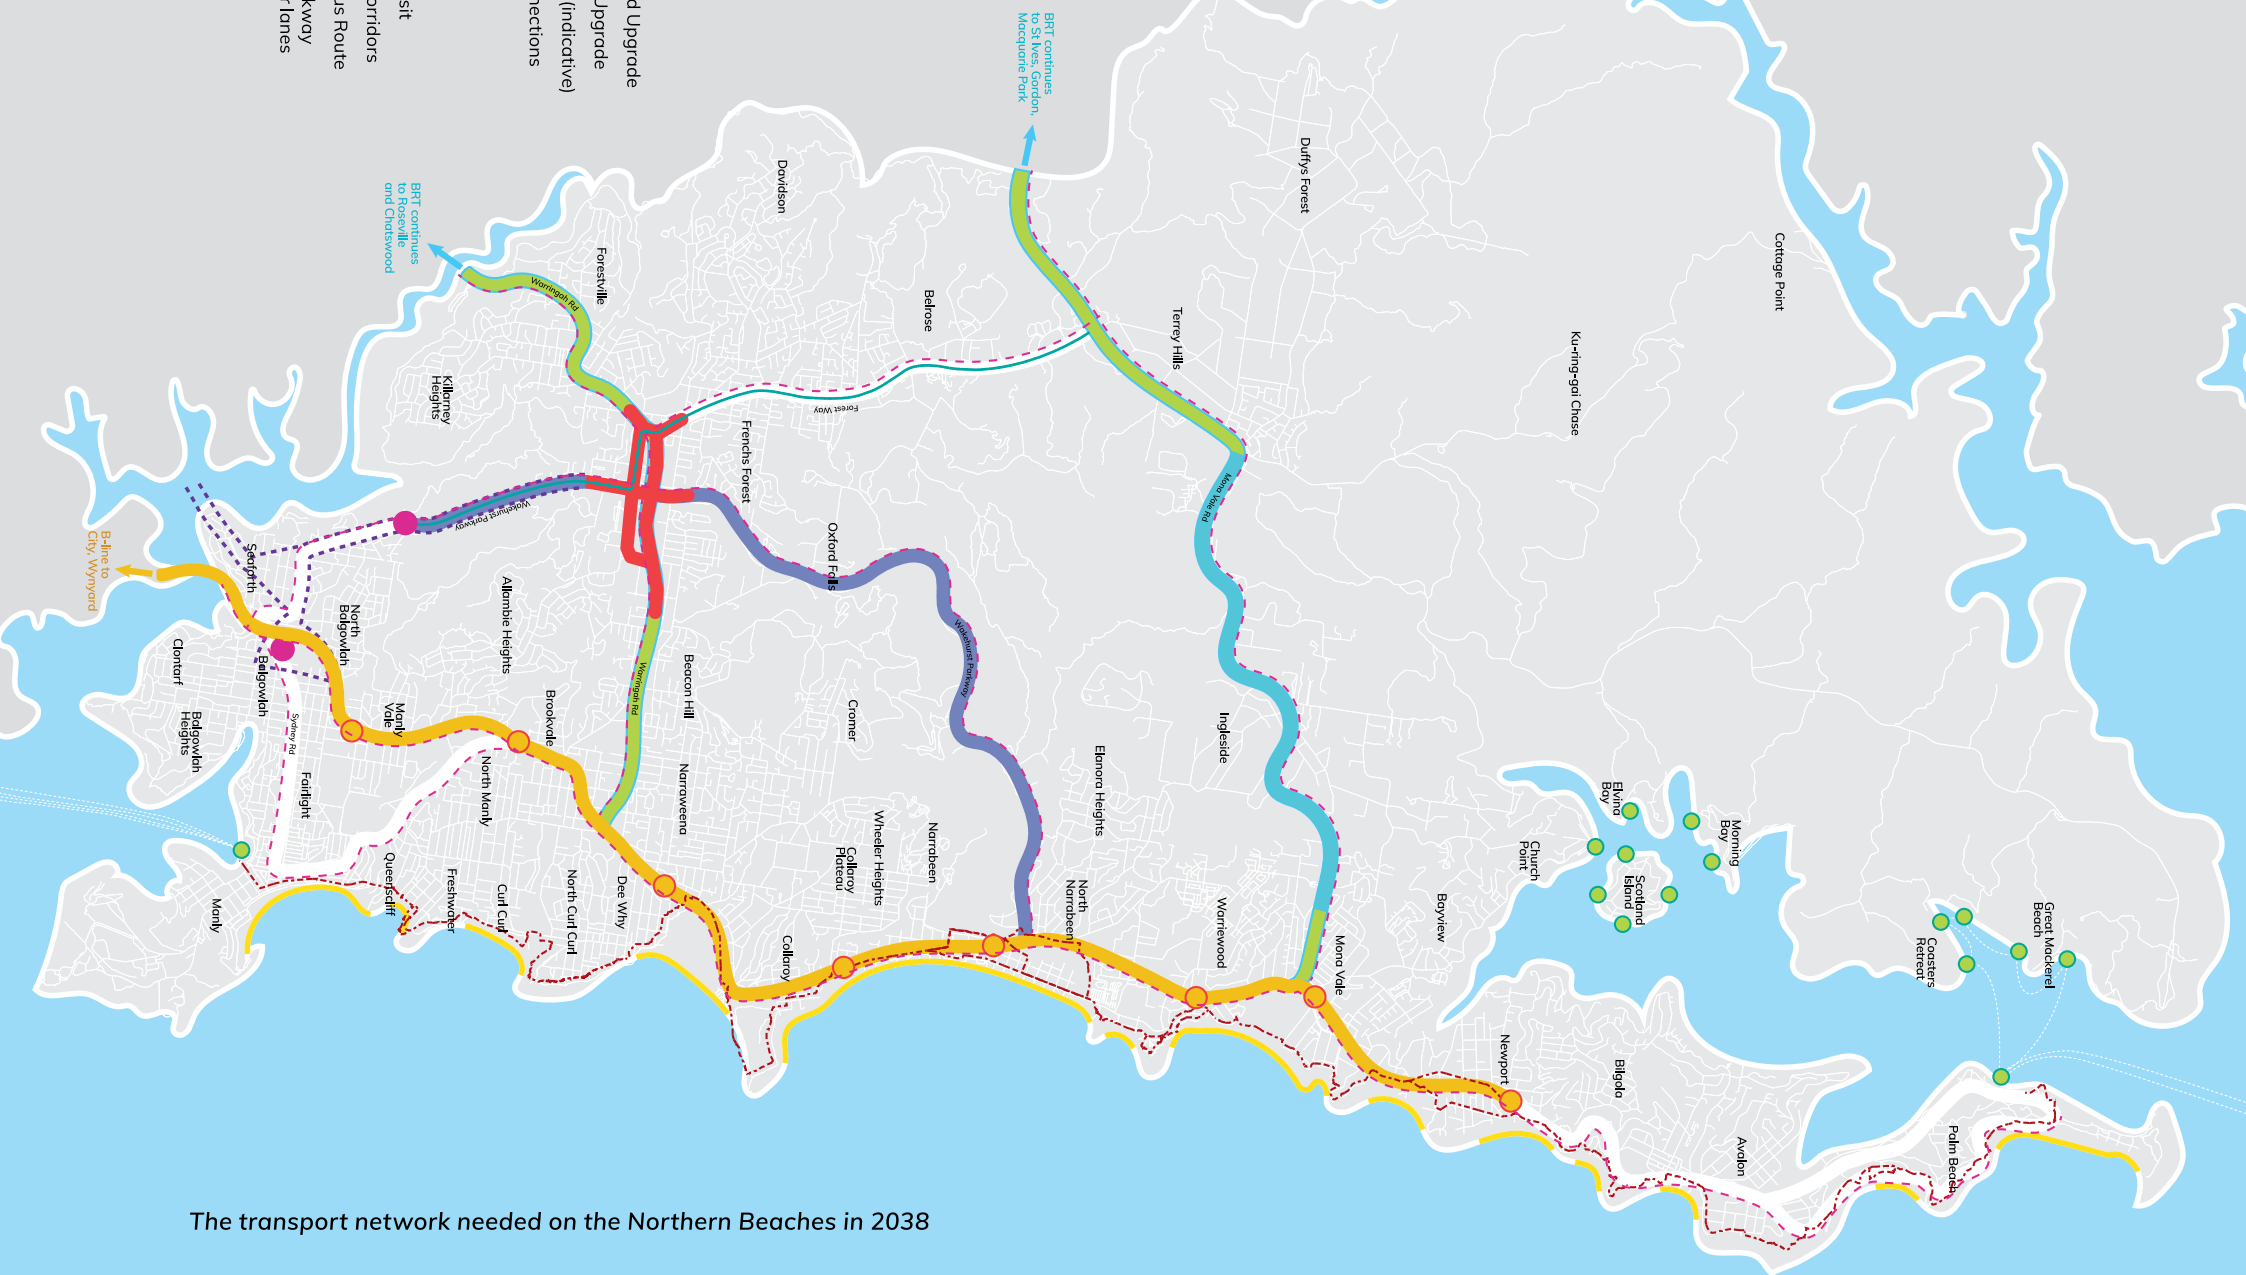 sit
orridors
us Route
kway
r lanes
d Upgrade
Upgrade
(indicative)
nections
BRT continues
to St Ives, Gordon,
Macquarie Park
BRT continues
to Roseville
and Chatswood
B-line to
City, Wynyard
Davidson
Duffys Forest
Cottage Point
Forestville
Warringah Rd
Belrose
Terrey Hills
Ku-ring-gai Chase
Killarney
Heights
Forest Way
Frenchs Forest
Mona Vale Rd
Wakehurst Parkway
Oxford Falls
Seaforth
Allambie Heights
North
Balgowlah
Clontarf
Balgowlah
Beacon Hill
Warringah Rd
Wakehurst Parkway
Brookvale
Manly
Vale
Sydney Rd
Balgowlah
Heights
Cromer
Ingleside
Elanora Heights
Fairlight
North Manly
Narraweena
Elvina
Bay
Morning
Bay
Wheeler Heights
Narrabeen
Collaroy
Plateau
Church
Point
Queenscliff
Freshwater
Curl Curl
North Curl Curl
Dee Why
Manly
North
Narrabeen
Warriewood
Bayview
Scotland
Island
Great Mackerel
Beach
Coasters
Retreat
Collaroy
Mona Vale
Newport
Bilgola
Avalon
Palm Beach
The transport network needed on the Northern Beaches in 2038